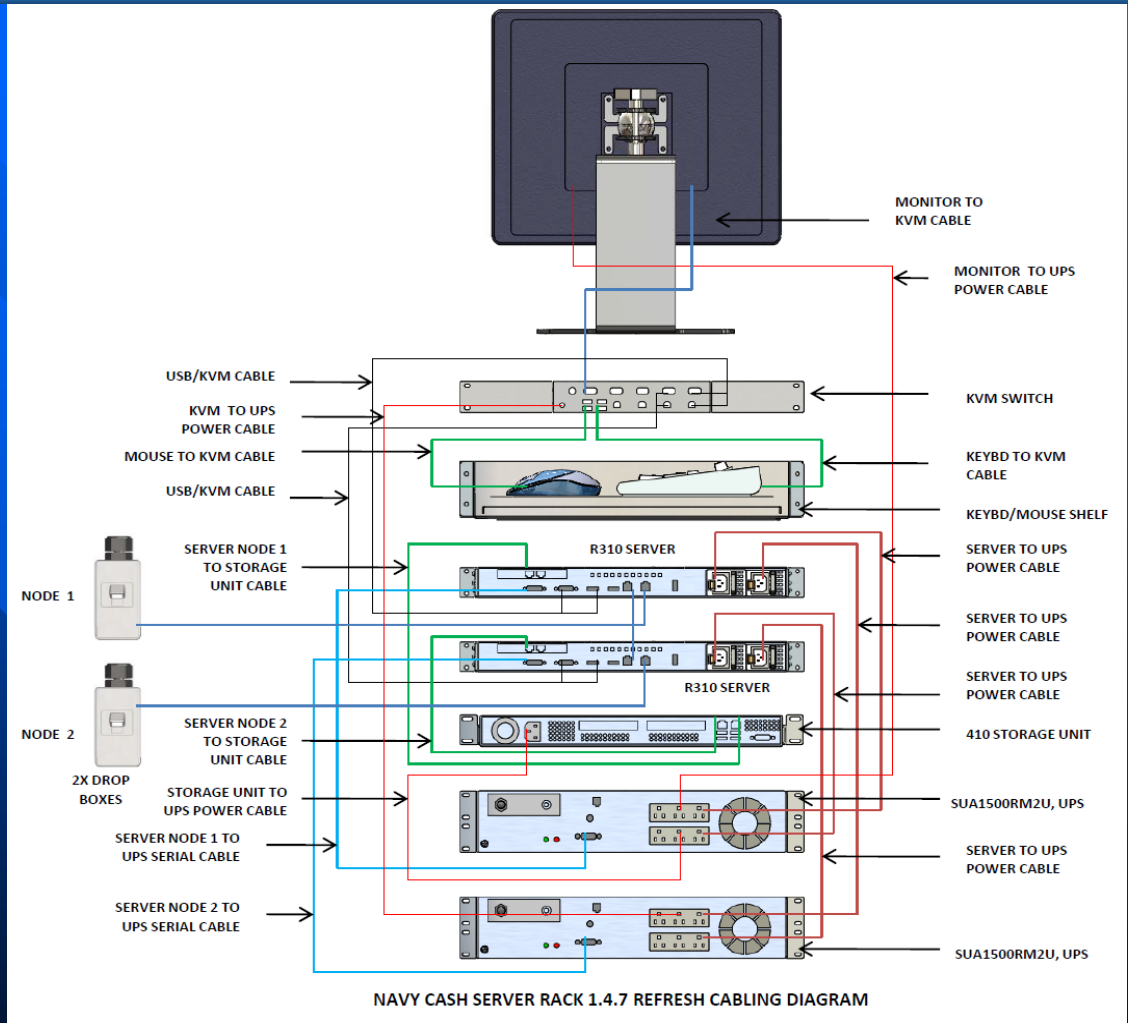 MONITOR TO
KVM CABLE
MONITOR TO UPS
POWER CABLE
USB/KVM CABLE
KVM TO UPS
POWER CABLE
MOUSE TO KVM CABLE
USB/KVM CABLE
KVM SWITCH
KEYBD TO KVM
CABLE
KEYBD/MOUSE SHELF
SERVER NODE 1
TO STORAGE
UNIT CABLE
R310 SERVER
SERVER TO UPS
POWER CABLE
NODE 1
SERVER TO UPS
POWER CABLE
R310 SERVER
SERVER TO UPS
POWER CABLE
NODE 2
SERVER NODE 2
TO STORAGE
UNIT CABLE
410 STORAGE UNIT
2X DROP
BOXES
STORAGE UNIT TO
UPS POWER CABLE
SUA1500RM2U, UPS
SERVER NODE 1 TO
UPS SERIAL CABLE
SERVER TO UPS
POWER CABLE
SERVER NODE 2 TO
UPS SERIAL CABLE
SUA1500RM2U, UPS
NAVY CASH SERVER RACK 1.4.7 REFRESH CABLING DIAGRAM